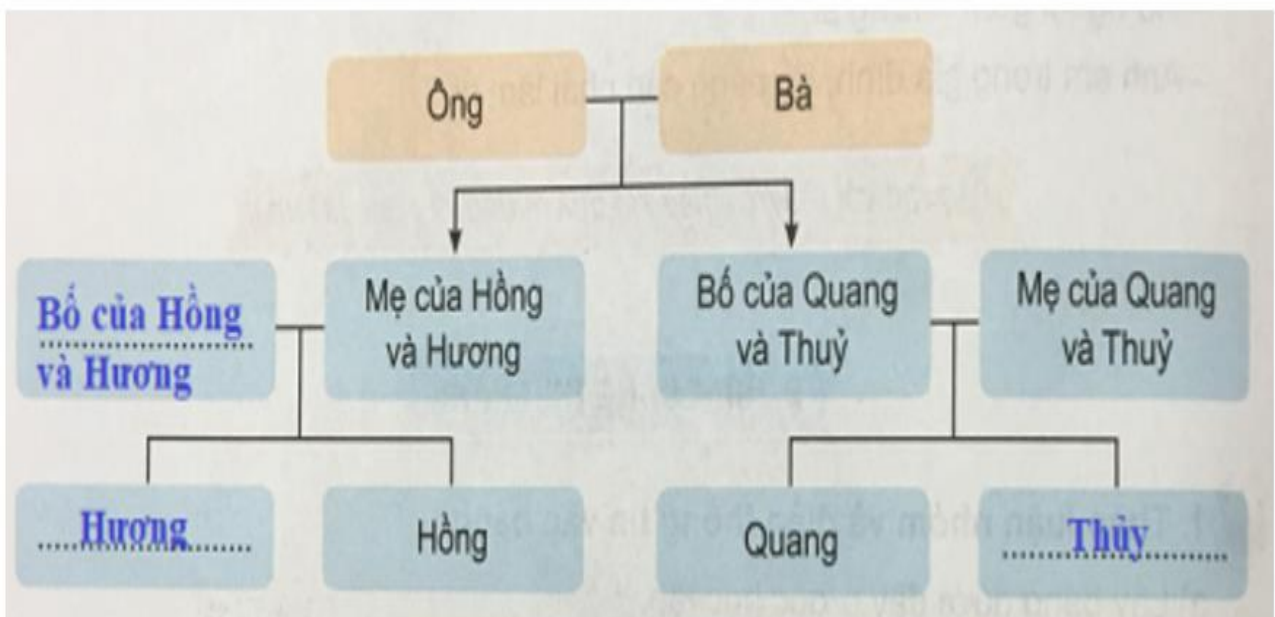 Ông
Bà
Bố của Hồng
và Hương
Mẹ của Hồng
và Hương
Bố của Quang
và Thuỷ
Mẹ của Quang
và Thuỷ
Hương
Hồng
Quang
Thủy